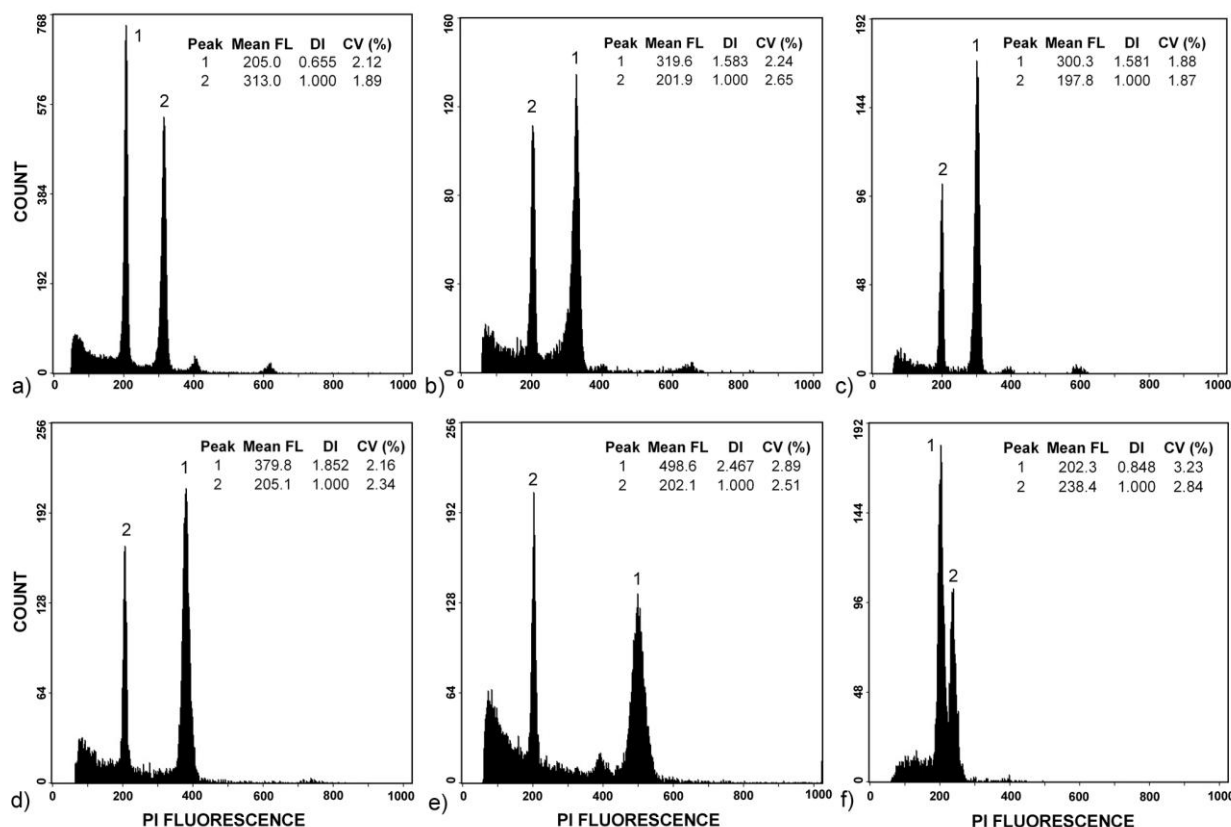 768
576
384
192
0
COUNT
1
2
Peak Mean FL DI CV (%)
1 205.0 0.655 2.12
2 313.0 1.000 1.89
0 200 400 600 800 1000
a)
160
120
80
40
0
2
1
Peak Mean FL DI CV (%)
1 319.6 1.583 2.24
2 201.9 1.000 2.65
0 200 400 600 800 1000
b)
192
144
96
48
0
2
1
Peak Mean FL DI CV (%)
1 300.3 1.581 1.88
2 197.8 1.000 1.87
0 200 400 600 800 1000
c)
256
192
128
64
0
COUNT
2
1
Peak Mean FL DI CV (%)
1 379.8 1.852 2.16
2 205.1 1.000 2.34
0 200 400 600 800 1000
d)
PI FLUORESCENCE
256
192
128
64
0
2
1
Peak Mean FL DI CV (%)
1 498.6 2.467 2.89
2 202.1 1.000 2.51
0 200 400 600 800 1000
e)
PI FLUORESCENCE
192
144
96
48
0
1
2
Peak Mean FL DI CV (%)
1 202.3 0.848 3.23
2 238.4 1.000 2.84
0 200 400 600 800 1000
f)
PI FLUORESCENCE